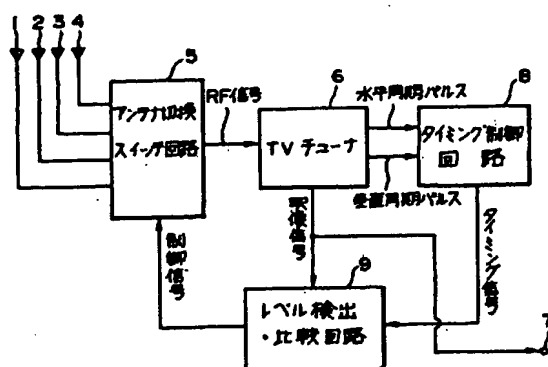 1 2 3 4
5
アンテナ切換
スイッチ回路
RF信号
6
TVチューナ
水平同期パルス
垂直同期パルス
8
タイミング制御
回路
映像信号
タイミング信号
制御信号
9
レベル検出
・比較回路
7